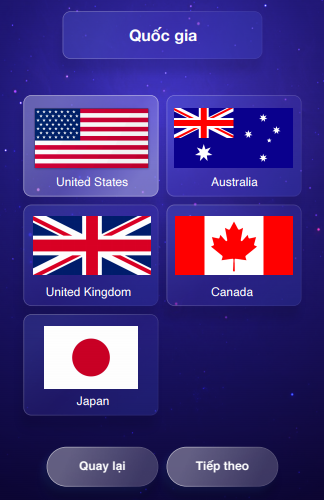 Quốc gia
United States
Australia
United Kingdom
Canada
Japan
Quay lại
Tiếp theo